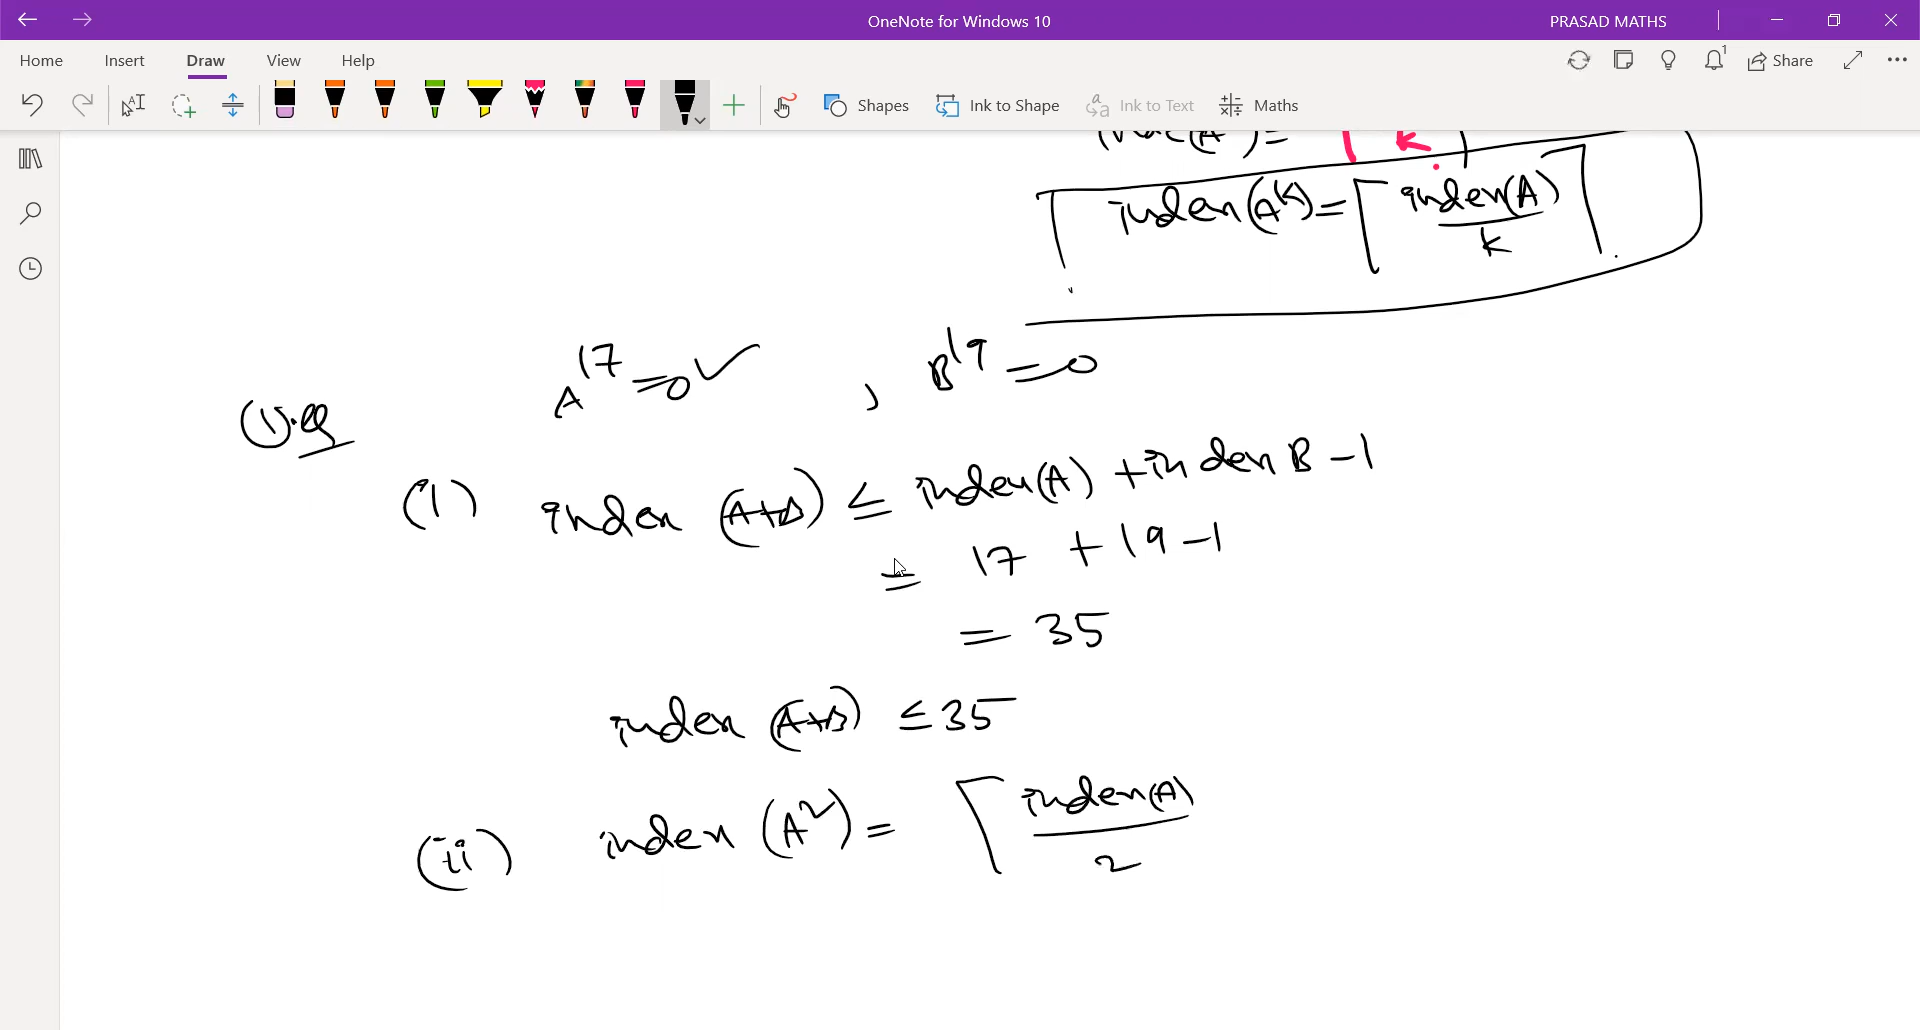 OneNote for Windows 10
PRASAD MATHS
Home Insert Draw View Help
1 Share
Shapes Ink to Shape Ink to Text Maths
index(A^k) = ⌈index(A)/k⌉
A^17 = 0 ✓ , B^19 = 0
(1). eg
(i) index (A+B) ≤ index(A) + index B - 1
= 17 + 19 - 1
= 35
index (A+B) ≤ 35
(ii) index (A^2) = ⌈ index(A)/2